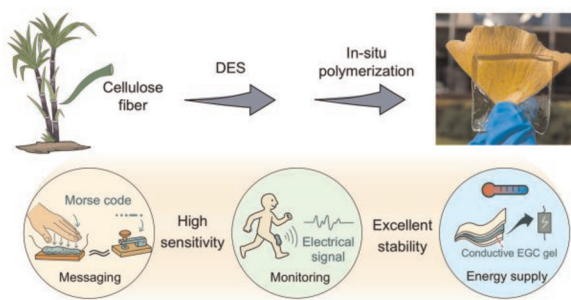 Cellulose
fiber
DES
In-situ
polymerization
Morse code
Messaging
High
sensitivity
Electrical
signal
Monitoring
Excellent
stability
Conductive EGC gel
Energy supply